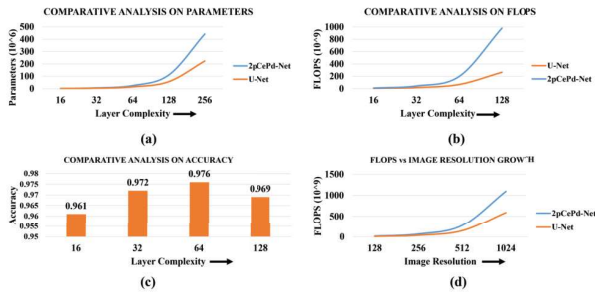 COMPARATIVE ANALYSIS ON PARAMETERS
Parameters (10^6)
500
400
300
200
100
0
16 32 64 128 256
Layer Complexity
2pCePd-Net
U-Net
(a)
COMPARATIVE ANALYSIS ON FLOPS
FLOPS (10^9)
1000
800
600
400
200
0
16 32 64 128
Layer Complexity
U-Net
2pCePd-Net
(b)
COMPARATIVE ANALYSIS ON ACCURACY
Accuracy
0.98
0.975
0.97
0.965
0.96
0.955
0.95
0.961
0.972
0.976
0.969
16 32 64 128
Layer Complexity
(c)
FLOPS vs IMAGE RESOLUTION GROWTH
FLOPS (10^9)
1500
1000
500
0
128 256 512 1024
Image Resolution
2pCePd-Net
U-Net
(d)